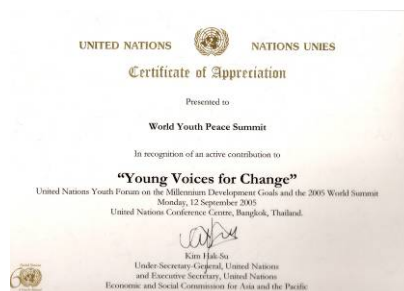 UNITED NATIONS NATIONS UNIES
Certificate of Appreciation
Presented to
World Youth Peace Summit
In recognition of an active contribution to
"Young Voices for Change"
United Nations Youth Forum on the Millennium Development Goals and the 2005 World Summit
Monday, 12 September 2005
United Nations Conference Centre, Bangkok, Thailand.
Kim Hak-Su
Under-Secretary-General, United Nations
and Executive Secretary, United Nations
Economic and Social Commission for Asia and the Pacific